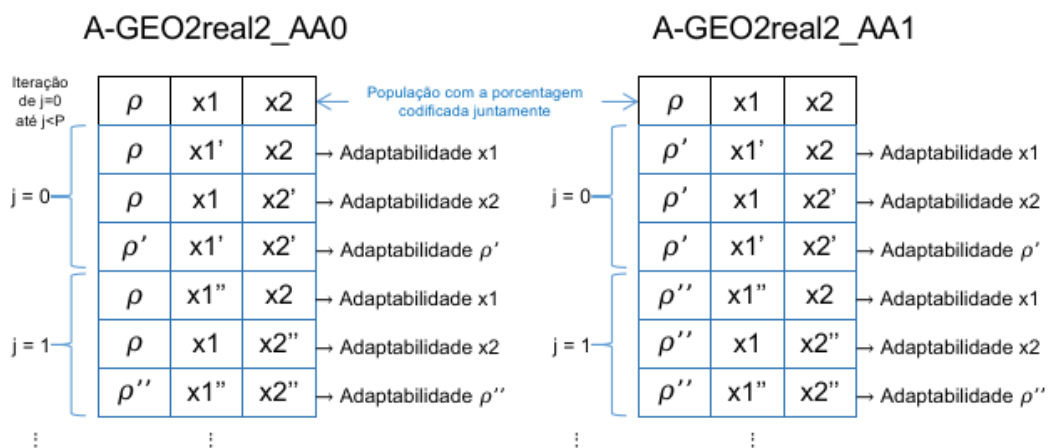 A-GEO2real2_AA0
A-GEO2real2_AA1
Iteração
de j=0
até j<P
ρ x1 x2
População com a porcentagem
codificada juntamente
ρ x1 x2
j = 0
ρ x1' x2 → Adaptabilidade x1
ρ x1 x2' → Adaptabilidade x2
ρ' x1' x2' → Adaptabilidade ρ'
j = 1
ρ x1" x2 → Adaptabilidade x1
ρ x1 x2" → Adaptabilidade x2
ρ'' x1" x2" → Adaptabilidade ρ''
⋮ ⋮
j = 0
ρ' x1' x2 → Adaptabilidade x1
ρ' x1 x2' → Adaptabilidade x2
ρ' x1' x2' → Adaptabilidade ρ'
j = 1
ρ'' x1" x2 → Adaptabilidade x1
ρ'' x1 x2" → Adaptabilidade x2
ρ'' x1" x2" → Adaptabilidade ρ''
⋮ ⋮